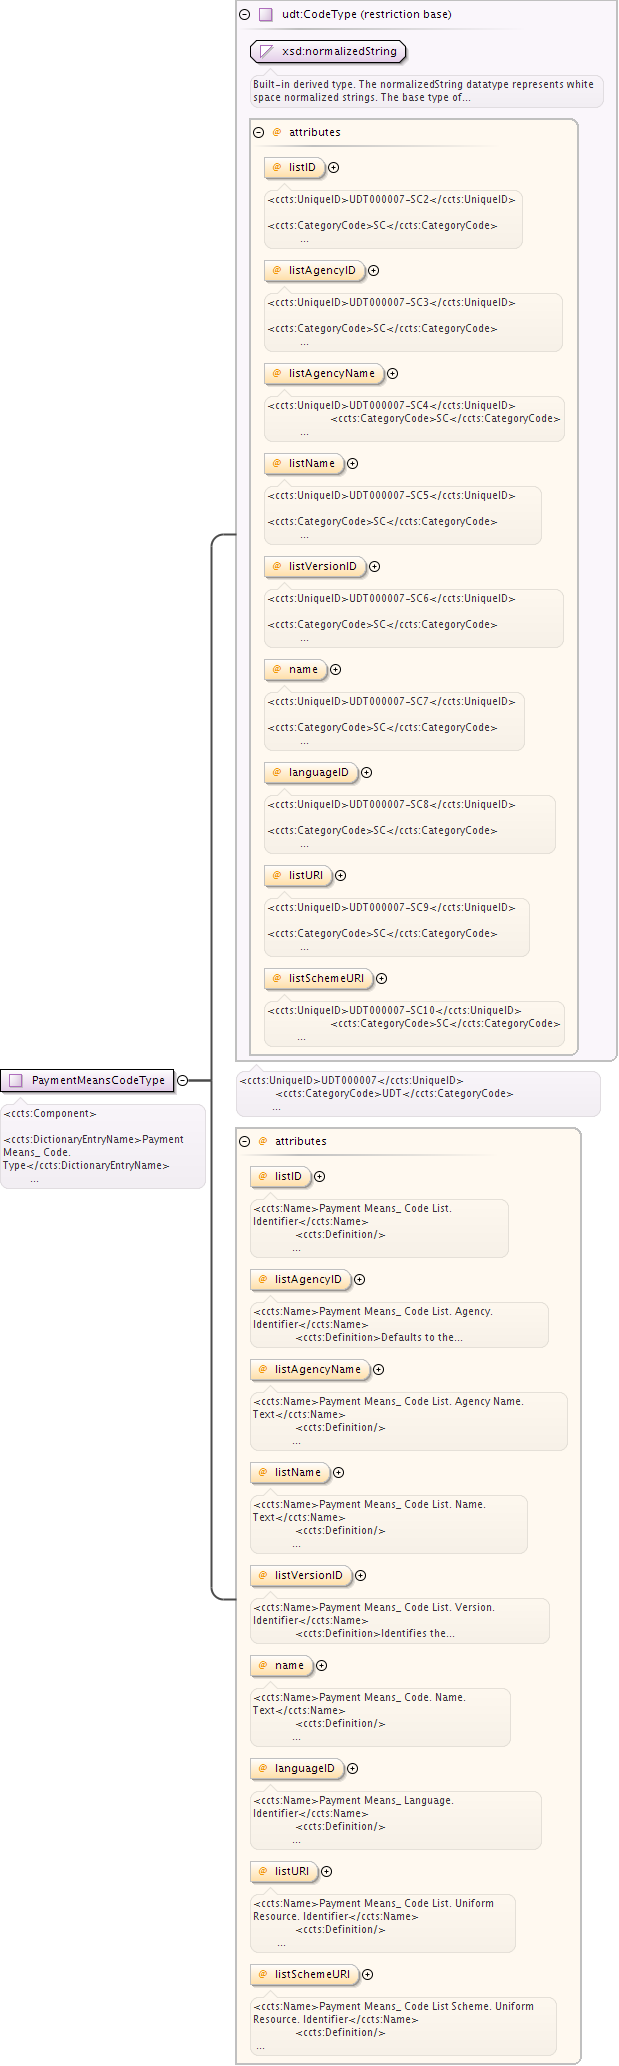 udt:CodeType (restriction base)
xsd:normalizedString
Built-in derived type. The normalizedString datatype represents white
space normalized strings. The base type of...
@ attributes
@ listID
<ccts:UniqueID>UDT000007-SC2</ccts:UniqueID>
<ccts:CategoryCode>SC</ccts:CategoryCode>
...
@ listAgencyID
<ccts:UniqueID>UDT000007-SC3</ccts:UniqueID>
<ccts:CategoryCode>SC</ccts:CategoryCode>
...
@ listAgencyName
<ccts:UniqueID>UDT000007-SC4</ccts:UniqueID>
<ccts:CategoryCode>SC</ccts:CategoryCode>
...
@ listName
<ccts:UniqueID>UDT000007-SC5</ccts:UniqueID>
<ccts:CategoryCode>SC</ccts:CategoryCode>
...
@ listVersionID
<ccts:UniqueID>UDT000007-SC6</ccts:UniqueID>
<ccts:CategoryCode>SC</ccts:CategoryCode>
...
@ name
<ccts:UniqueID>UDT000007-SC7</ccts:UniqueID>
<ccts:CategoryCode>SC</ccts:CategoryCode>
...
@ languageID
<ccts:UniqueID>UDT000007-SC8</ccts:UniqueID>
<ccts:CategoryCode>SC</ccts:CategoryCode>
...
@ listURI
<ccts:UniqueID>UDT000007-SC9</ccts:UniqueID>
<ccts:CategoryCode>SC</ccts:CategoryCode>
...
@ listSchemeURI
<ccts:UniqueID>UDT000007-SC10</ccts:UniqueID>
<ccts:CategoryCode>SC</ccts:CategoryCode>
...
PaymentMeansCodeType
<ccts:Component>
<ccts:DictionaryEntryName>Payment
Means_ Code.
Type</ccts:DictionaryEntryName>
...
<ccts:UniqueID>UDT000007</ccts:UniqueID>
<ccts:CategoryCode>UDT</ccts:CategoryCode>
...
@ attributes
@ listID
<ccts:Name>Payment Means_ Code List.
Identifier</ccts:Name>
<ccts:Definition/>
...
@ listAgencyID
<ccts:Name>Payment Means_ Code List. Agency.
Identifier</ccts:Name>
<ccts:Definition>Defaults to the...
@ listAgencyName
<ccts:Name>Payment Means_ Code List. Agency Name.
Text</ccts:Name>
<ccts:Definition/>
...
@ listName
<ccts:Name>Payment Means_ Code List. Name.
Text</ccts:Name>
<ccts:Definition/>
...
@ listVersionID
<ccts:Name>Payment Means_ Code List. Version.
Identifier</ccts:Name>
<ccts:Definition>Identifies the...
@ name
<ccts:Name>Payment Means_ Code. Name.
Text</ccts:Name>
<ccts:Definition/>
...
@ languageID
<ccts:Name>Payment Means_ Language.
Identifier</ccts:Name>
<ccts:Definition/>
...
@ listURI
<ccts:Name>Payment Means_ Code List. Uniform
Resource. Identifier</ccts:Name>
<ccts:Definition/>
...
@ listSchemeURI
<ccts:Name>Payment Means_ Code List Scheme. Uniform
Resource. Identifier</ccts:Name>
<ccts:Definition/>
...